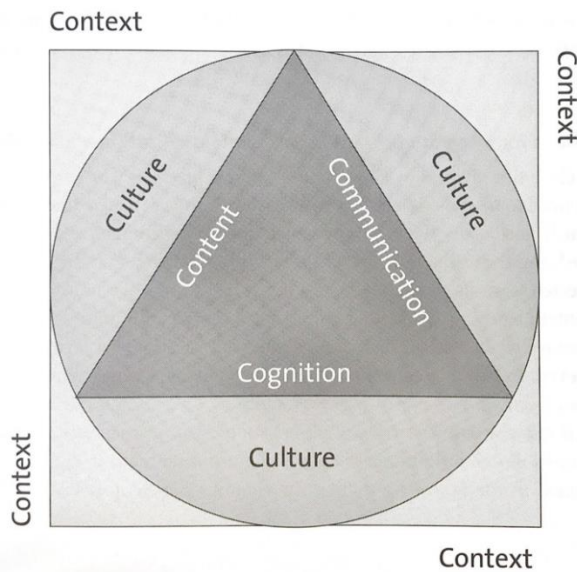 Context
Context
Culture
Culture
Content
Communication
Cognition
Culture
Context
Context